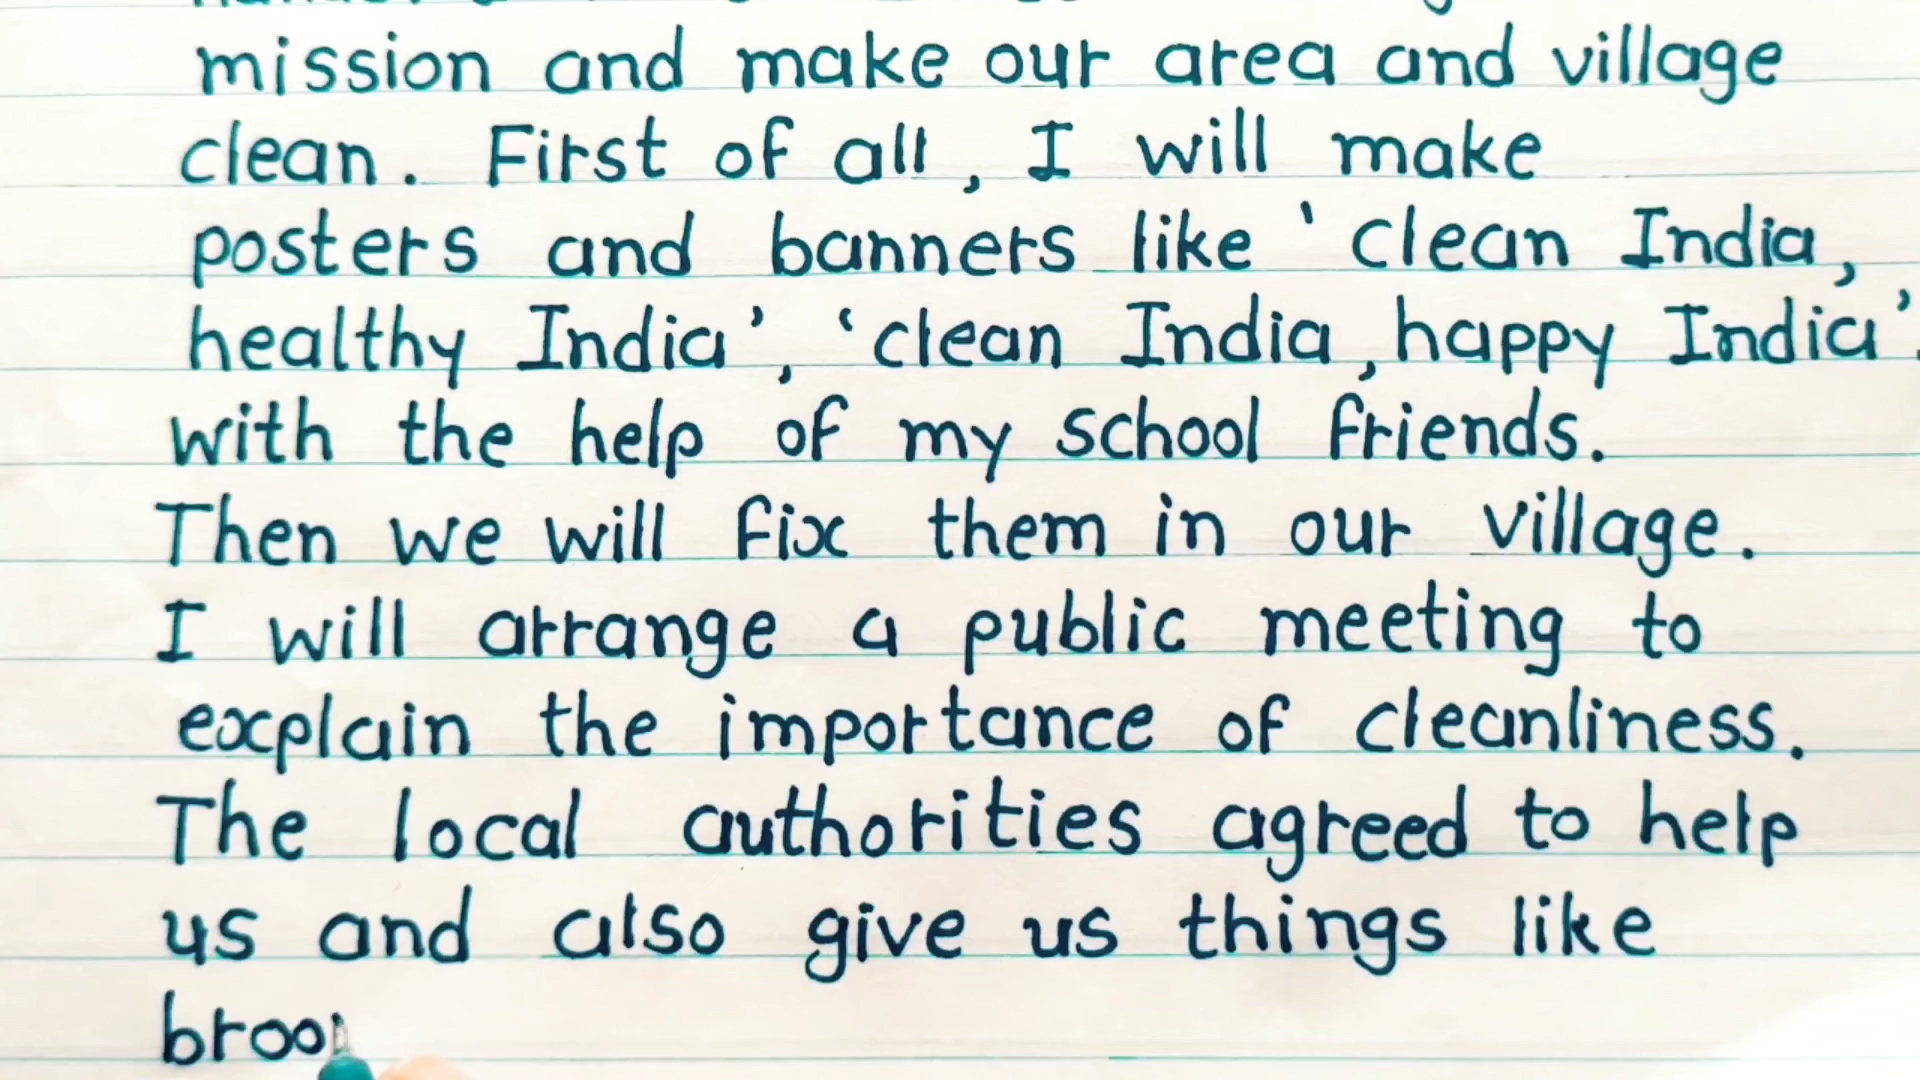 mission and make our area and village
clean. First of all, I will make
posters and banners like 'clean India,
healthy India', 'clean India, happy India'.
with the help of my school friends.
Then we will fix them in our village.
I will arrange a public meeting to
explain the importance of cleanliness.
The local authorities agreed to help
us and also give us things like